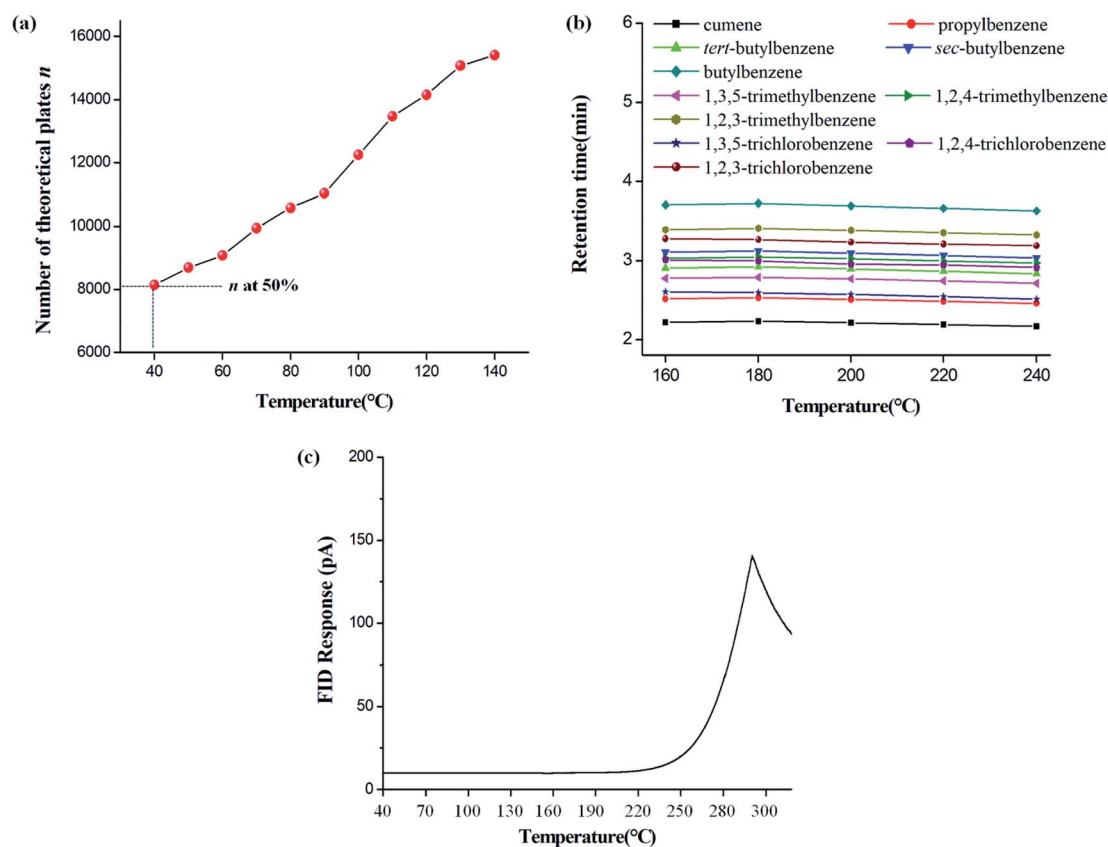 (a)
16000
14000
12000
10000
8000
6000
Number of theoretical plates n
n at 50%
40 60 80 100 120 140
Temperature(°C)
(b)
6
5
4
3
2
Retention time(min)
cumene propylbenzene
tert-butylbenzene sec-butylbenzene
butylbenzene
1,3,5-trimethylbenzene 1,2,4-trimethylbenzene
1,2,3-trimethylbenzene
1,3,5-trichlorobenzene 1,2,4-trichlorobenzene
1,2,3-trichlorobenzene
160 180 200 220 240
Temperature(°C)
(c)
200
150
100
50
0
FID Response (pA)
40 70 100 130 160 190 220 250 290 300
Temperature(°C)